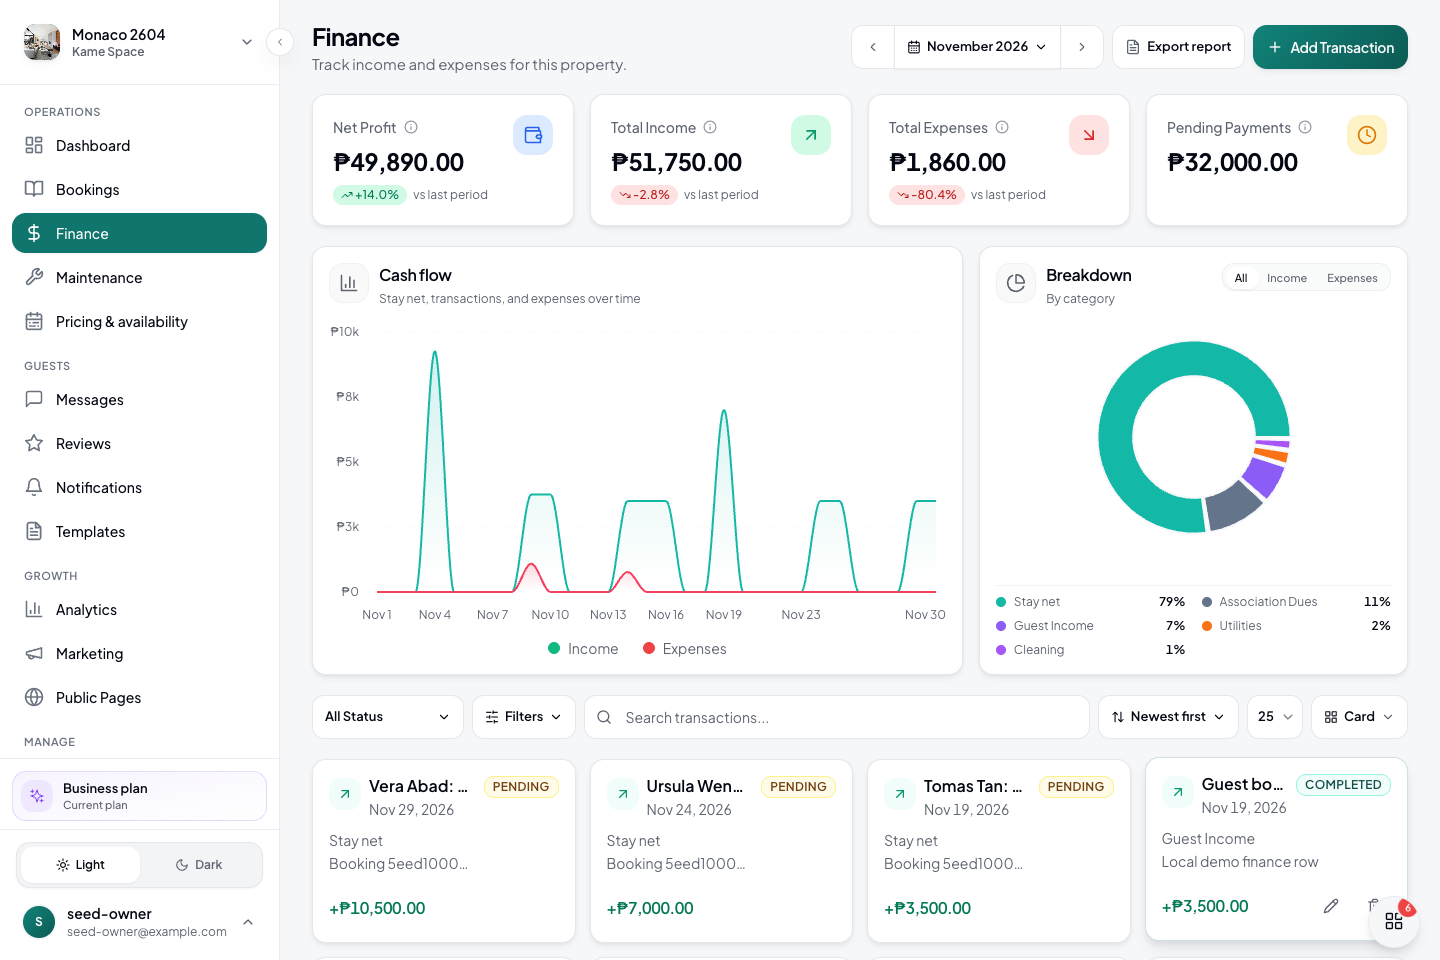 Monaco 2604
Kame Space
OPERATIONS
Dashboard
Bookings
Finance
Maintenance
Pricing & availability
GUESTS
Messages
Reviews
Notifications
Templates
GROWTH
Analytics
Marketing
Public Pages
MANAGE
Business plan
Current plan
Light
Dark
S
seed-owner
seed-owner@example.com
Finance
Track income and expenses for this property.
November 2026
Export report
Add Transaction
Net Profit
₱49,890.00
+14.0% vs last period
Total Income
₱51,750.00
-2.8% vs last period
Total Expenses
₱1,860.00
-80.4% vs last period
Pending Payments
₱32,000.00
Cash flow
Stay net, transactions, and expenses over time
₱10k
₱8k
₱5k
₱3k
₱0
Nov 1 Nov 4 Nov 7 Nov 10 Nov 13 Nov 16 Nov 19 Nov 23 Nov 30
Income Expenses
Breakdown
By category
All Income Expenses
Stay net 79% Association Dues 11%
Guest Income 7% Utilities 2%
Cleaning 1%
All Status
Filters
Search transactions...
Newest first
25
Card
Vera Abad: ... PENDING
Nov 29, 2026
Stay net
Booking 5eed1000...
+₱10,500.00
Ursula Wen... PENDING
Nov 24, 2026
Stay net
Booking 5eed1000...
+₱7,000.00
Tomas Tan: ... PENDING
Nov 19, 2026
Stay net
Booking 5eed1000...
+₱3,500.00
Guest bo... COMPLETED
Nov 19, 2026
Guest Income
Local demo finance row
+₱3,500.00
6